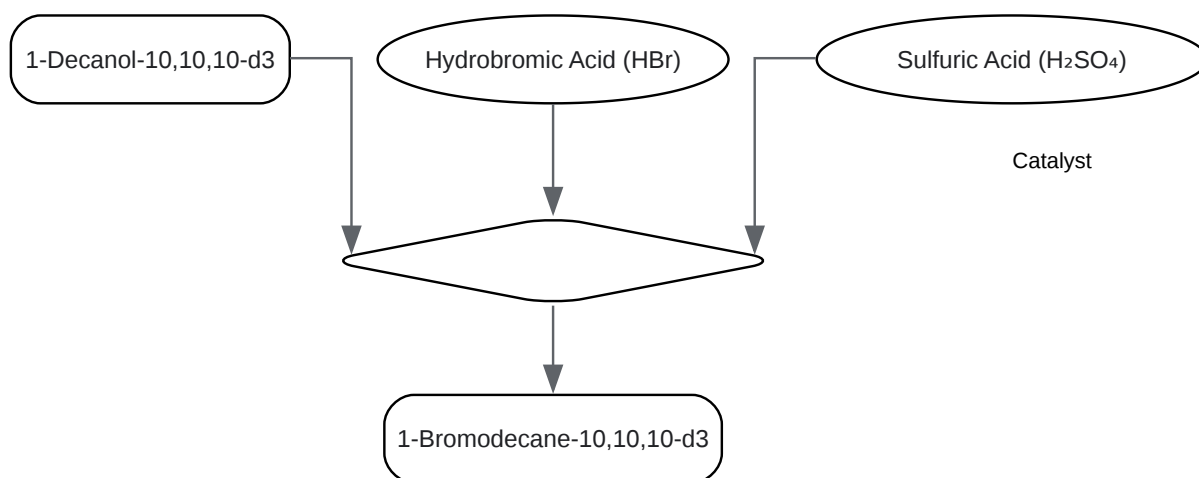 1-Decanol-10,10,10-d3
Hydrobromic Acid (HBr)
Sulfuric Acid (H₂SO₄)
Catalyst
1-Bromodecane-10,10,10-d3